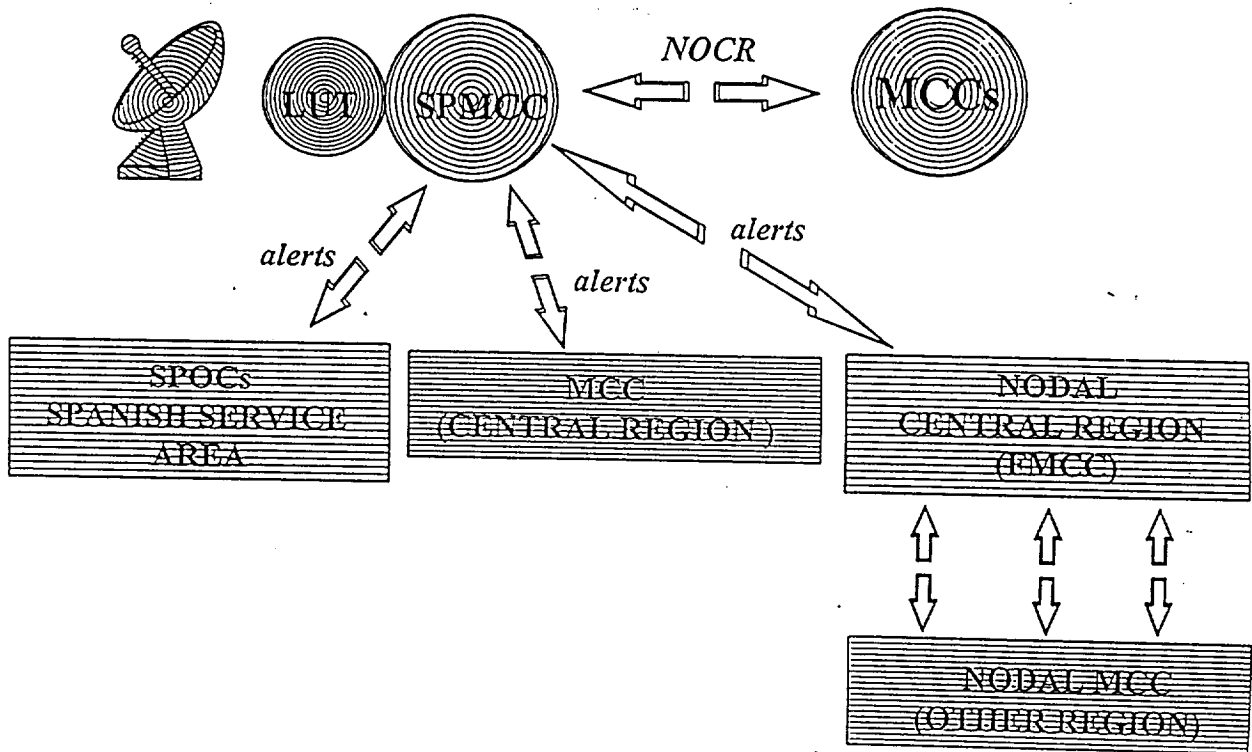 NOCR
LUT
SPMCC
MCCs
alerts
alerts
alerts
SPOCs
SPANISH SERVICE
AREA
MCC
(CENTRAL REGION )
NODAL
CENTRAL REGION
(FMCC)
NODAL MCC
(OTHER REGION)